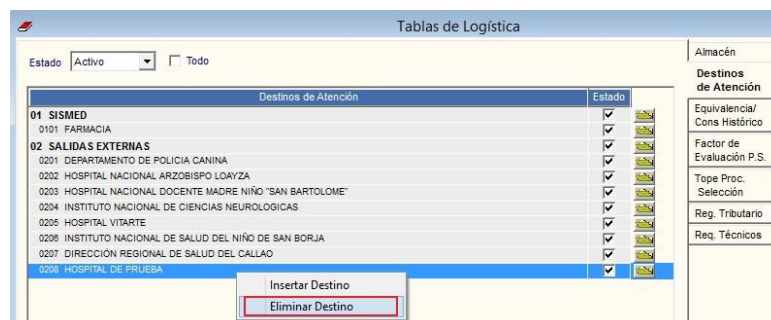 Tablas de Logística
Estado Activo Todo
Destinos de Atención Estado
01 SISMED
0101 FARMACIA
02 SALIDAS EXTERNAS
0201 DEPARTAMENTO DE POLICIA CANINA
0202 HOSPITAL NACIONAL ARZOBISPO LOAYZA
0203 HOSPITAL NACIONAL DOCENTE MADRE NIÑO "SAN BARTOLOME"
0204 INSTITUTO NACIONAL DE CIENCIAS NEUROLOGICAS
0205 HOSPITAL VITARTE
0206 INSTITUTO NACIONAL DE SALUD DEL NIÑO DE SAN BORJA
0207 DIRECCIÓN REGIONAL DE SALUD DEL CALLAO
0208 HOSPITAL DE PRUEBA
Insertar Destino
Eliminar Destino
Almacén
Destinos
de Atención
Equivalencia/
Cons Histórico
Factor de
Evaluación P.S.
Tope Proc.
Selección
Reg. Tributario
Req. Técnicos